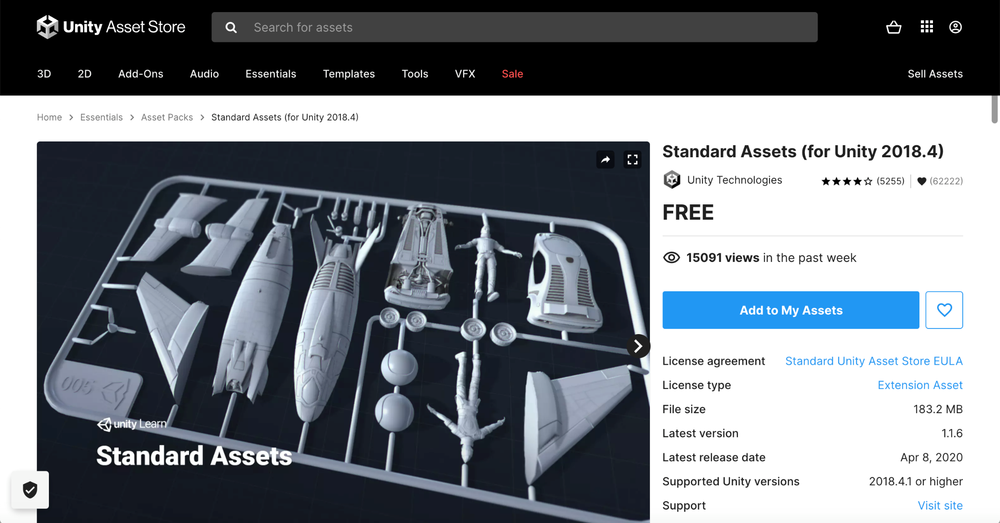 Unity Asset Store
Search for assets
3D 2D Add-Ons Audio Essentials Templates Tools VFX Sale Sell Assets
Home > Essentials > Asset Packs > Standard Assets (for Unity 2018.4)
005
unity Learn
Standard Assets
Standard Assets (for Unity 2018.4)
Unity Technologies (5255) (62222)
FREE
15091 views in the past week
Add to My Assets
License agreement Standard Unity Asset Store EULA
License type Extension Asset
File size 183.2 MB
Latest version 1.1.6
Latest release date Apr 8, 2020
Supported Unity versions 2018.4.1 or higher
Support Visit site